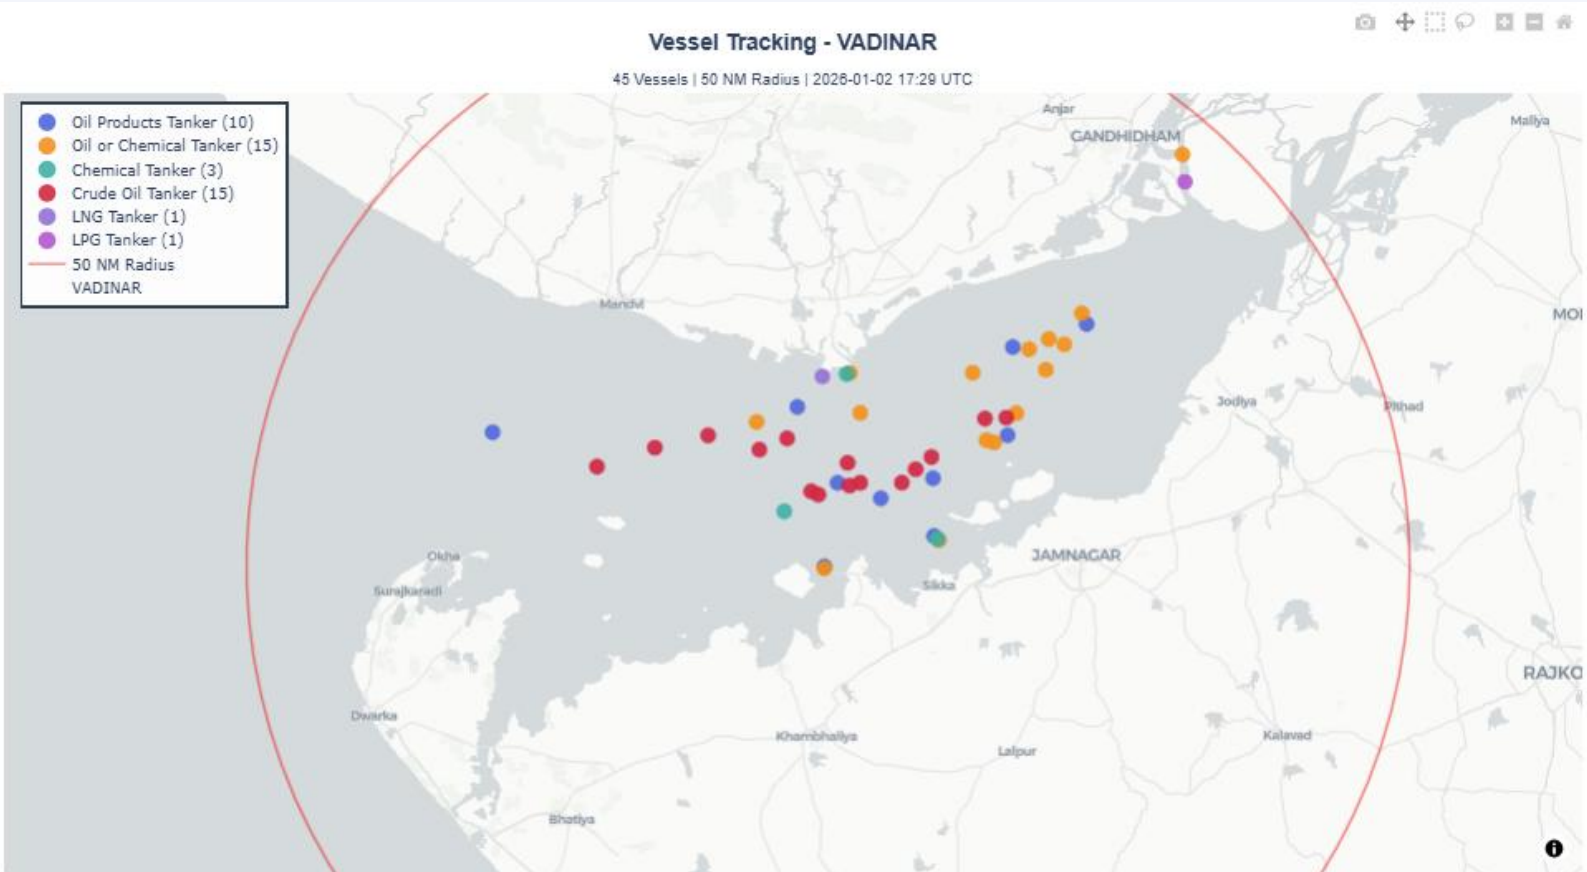 Vessel Tracking - VADINAR
45 Vessels | 50 NM Radius | 2026-01-02 17:29 UTC
Oil Products Tanker (10)
Oil or Chemical Tanker (15)
Chemical Tanker (3)
Crude Oil Tanker (15)
LNG Tanker (1)
LPG Tanker (1)
50 NM Radius
VADINAR
Anjar
GANDHIDHAM
Maliya
Mandvi
MOI
Jodiya
Pithad
Okha
Surajkaradi
JAMNAGAR
Sikka
RAJKO
Dwarka
Khambhaliya
Lalpur
Kalavad
Bhatiya